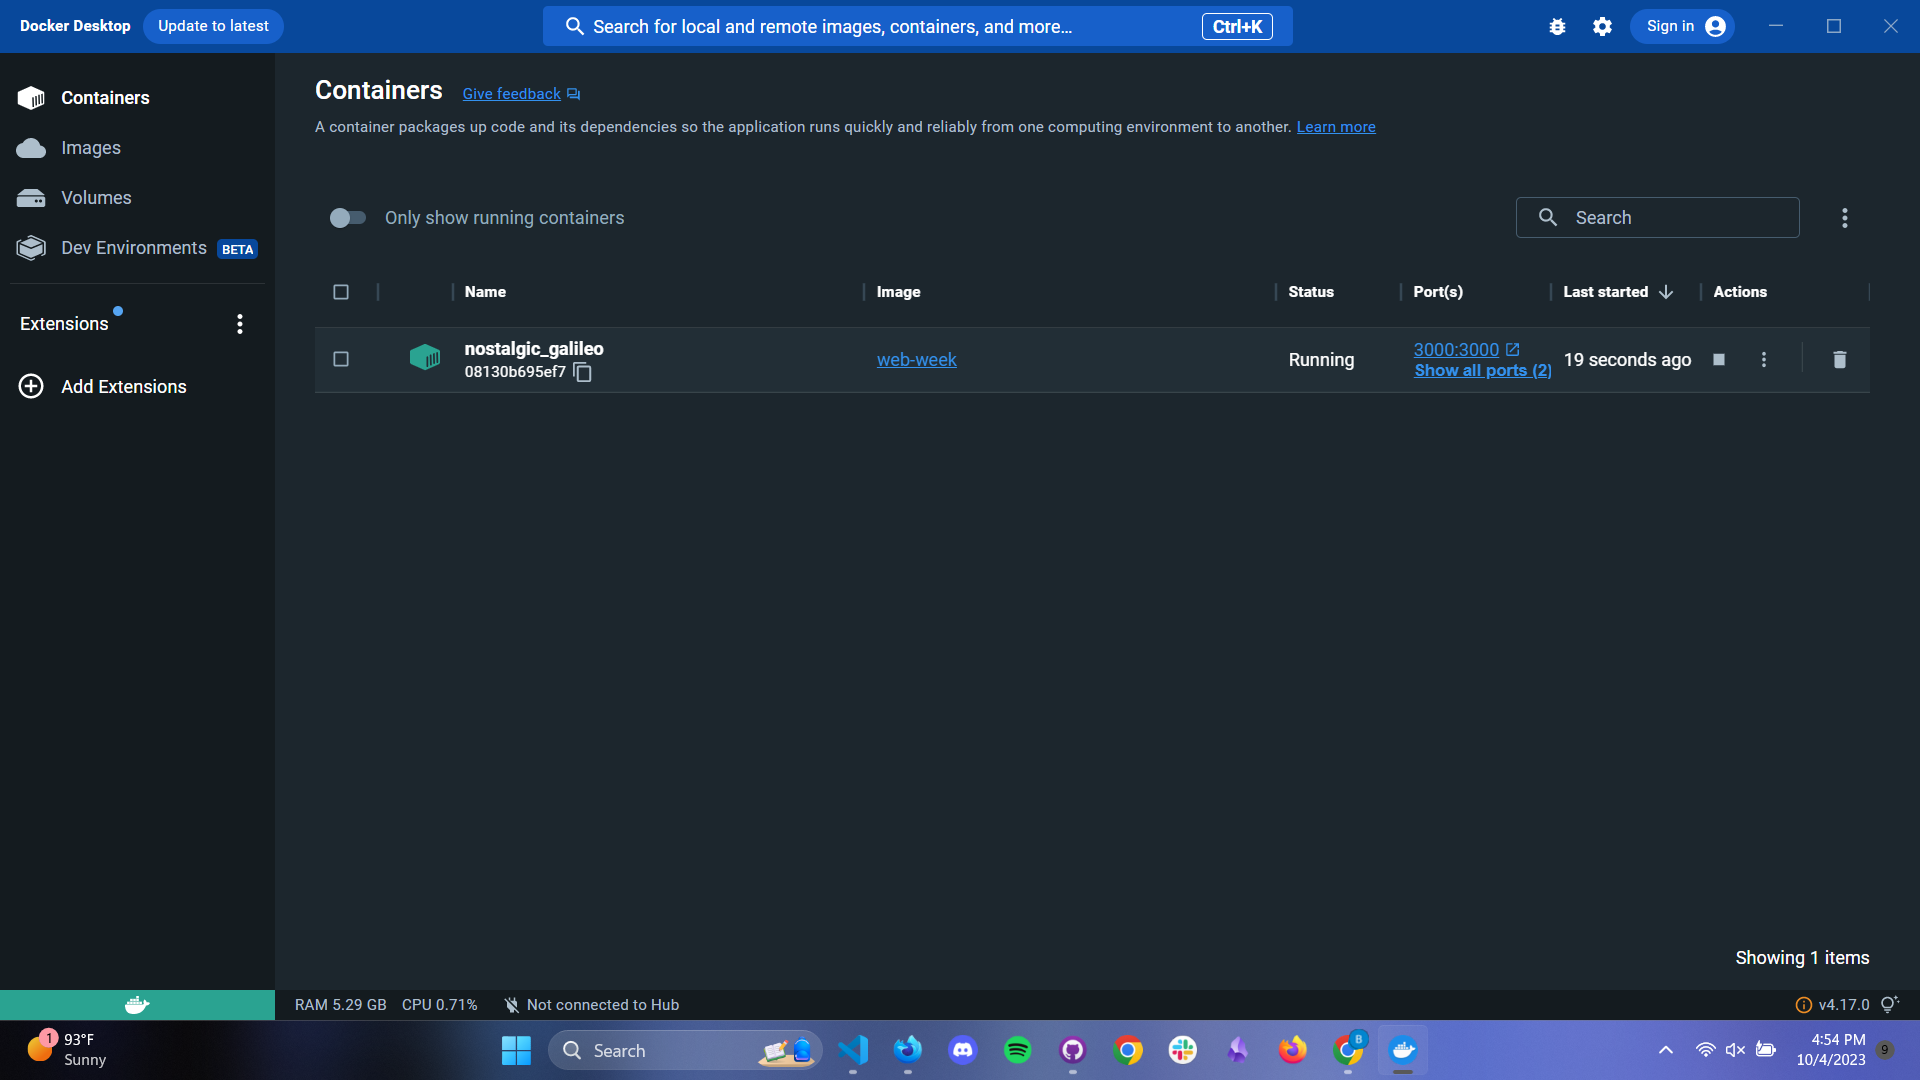 Docker Desktop
Update to latest
Search for local and remote images, containers, and more...
Ctrl+K
Sign in
Containers
Images
Volumes
Dev Environments BETA
Extensions
Add Extensions
Containers
Give feedback
A container packages up code and its dependencies so the application runs quickly and reliably from one computing environment to another. Learn more
Only show running containers
Search
Name
Image
Status
Port(s)
Last started
Actions
nostalgic_galileo
08130b695ef7
web-week
Running
3000:3000
Show all ports (2)
19 seconds ago
Showing 1 items
RAM 5.29 GB
CPU 0.71%
Not connected to Hub
v4.17.0
1
93°F
Sunny
Search
B
4:54 PM
10/4/2023
9